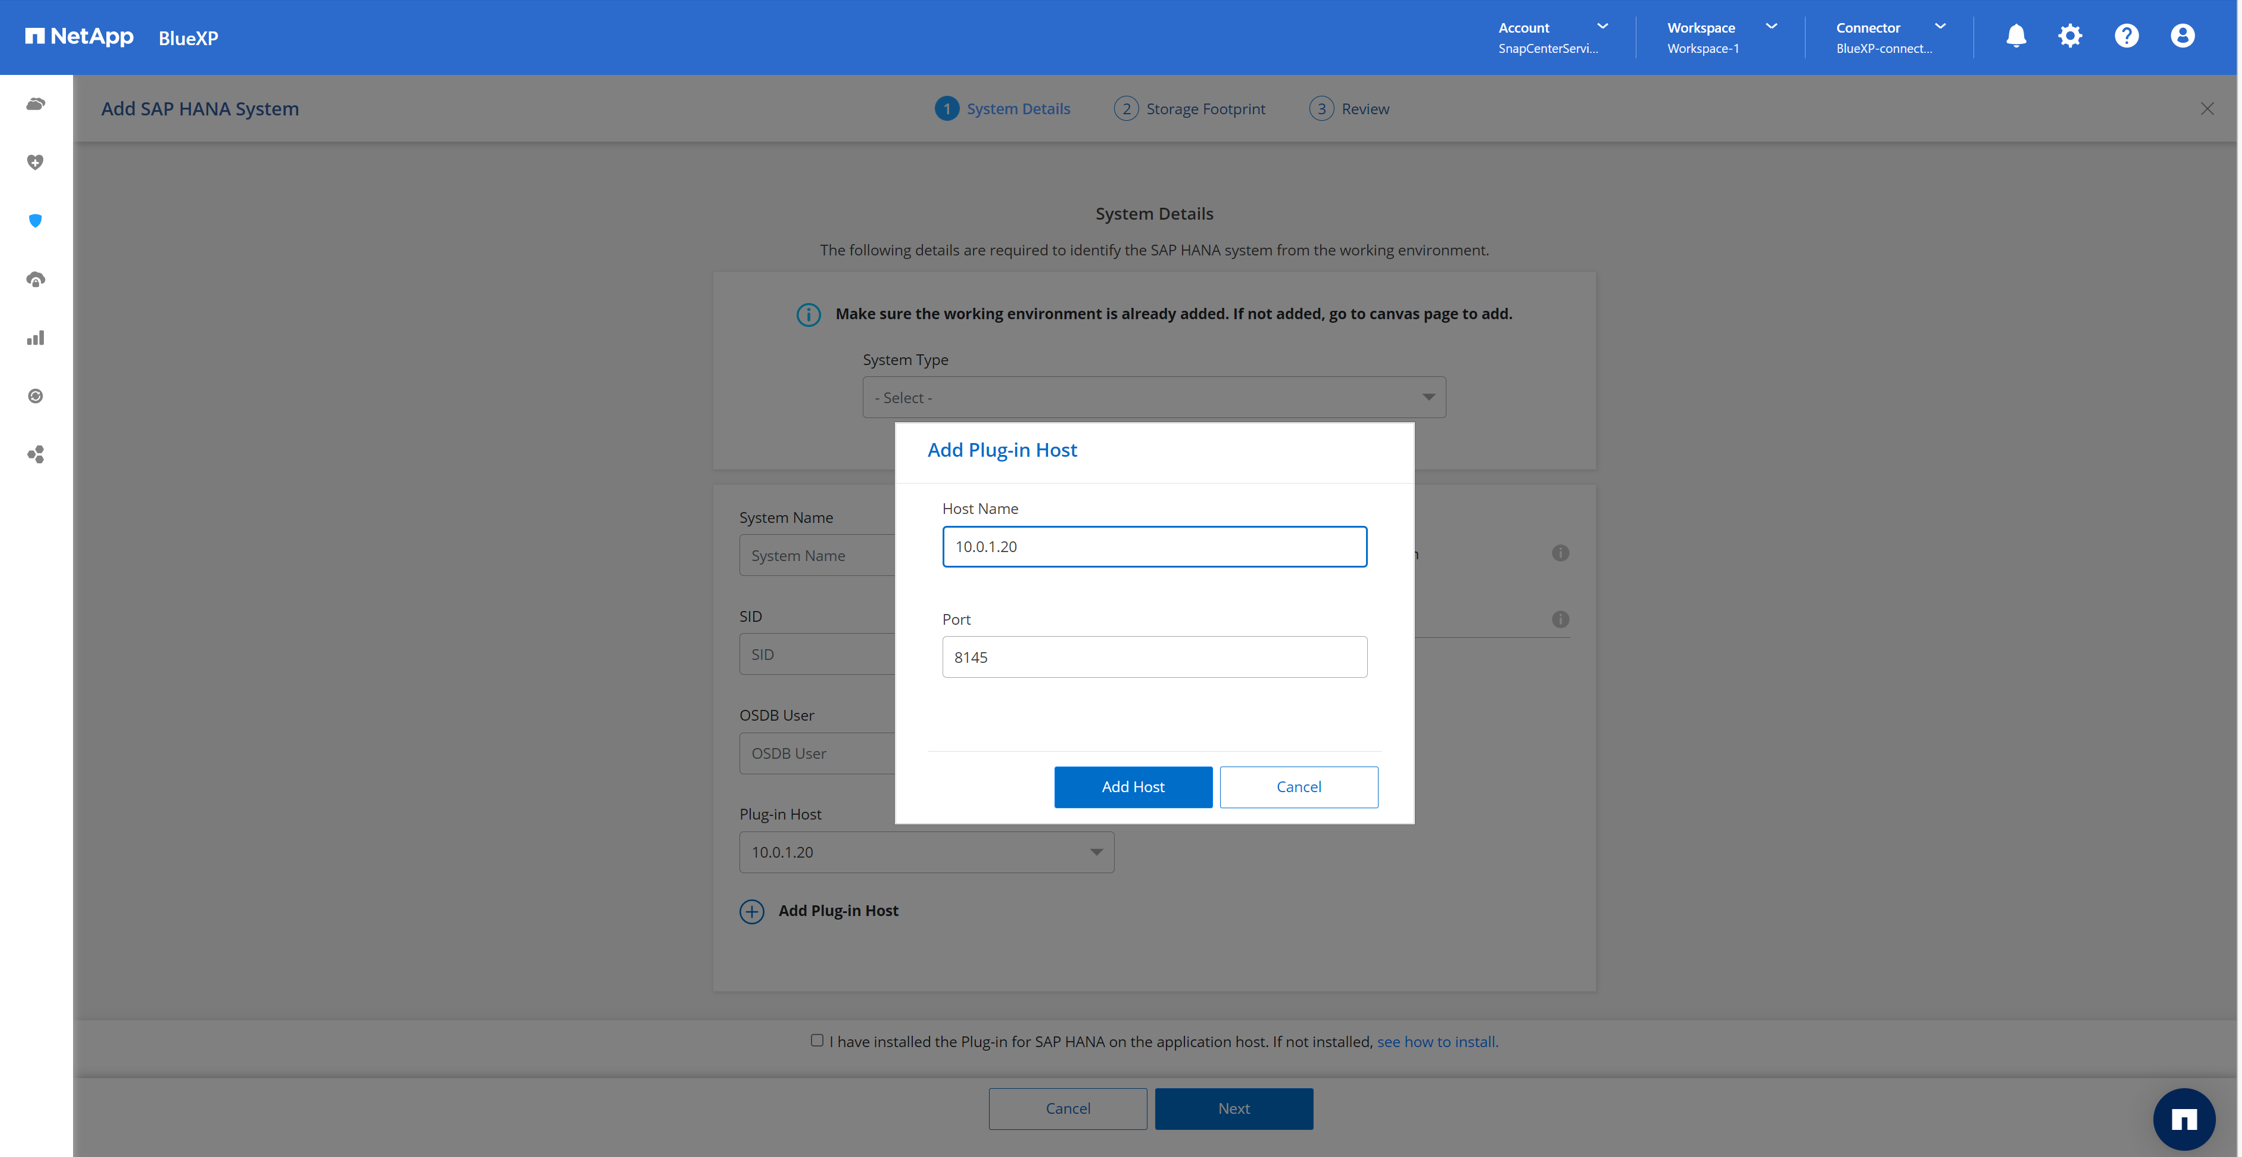 NetApp
BlueXP
Account
SnapCenterServi...
Workspace
Workspace-1
Connector
BlueXP-connect...
Add SAP HANA System
1 System Details
2 Storage Footprint
3 Review
System Details
The following details are required to identify the SAP HANA system from the working environment.
Make sure the working environment is already added. If not added, go to canvas page to add.
System Type
- Select -
Add Plug-in Host
Host Name
10.0.1.20
Port
8145
Add Host
Cancel
System Name
System Name
SID
SID
OSDB User
OSDB User
Plug-in Host
10.0.1.20
Add Plug-in Host
I have installed the Plug-in for SAP HANA on the application host. If not installed, see how to install.
Cancel
Next